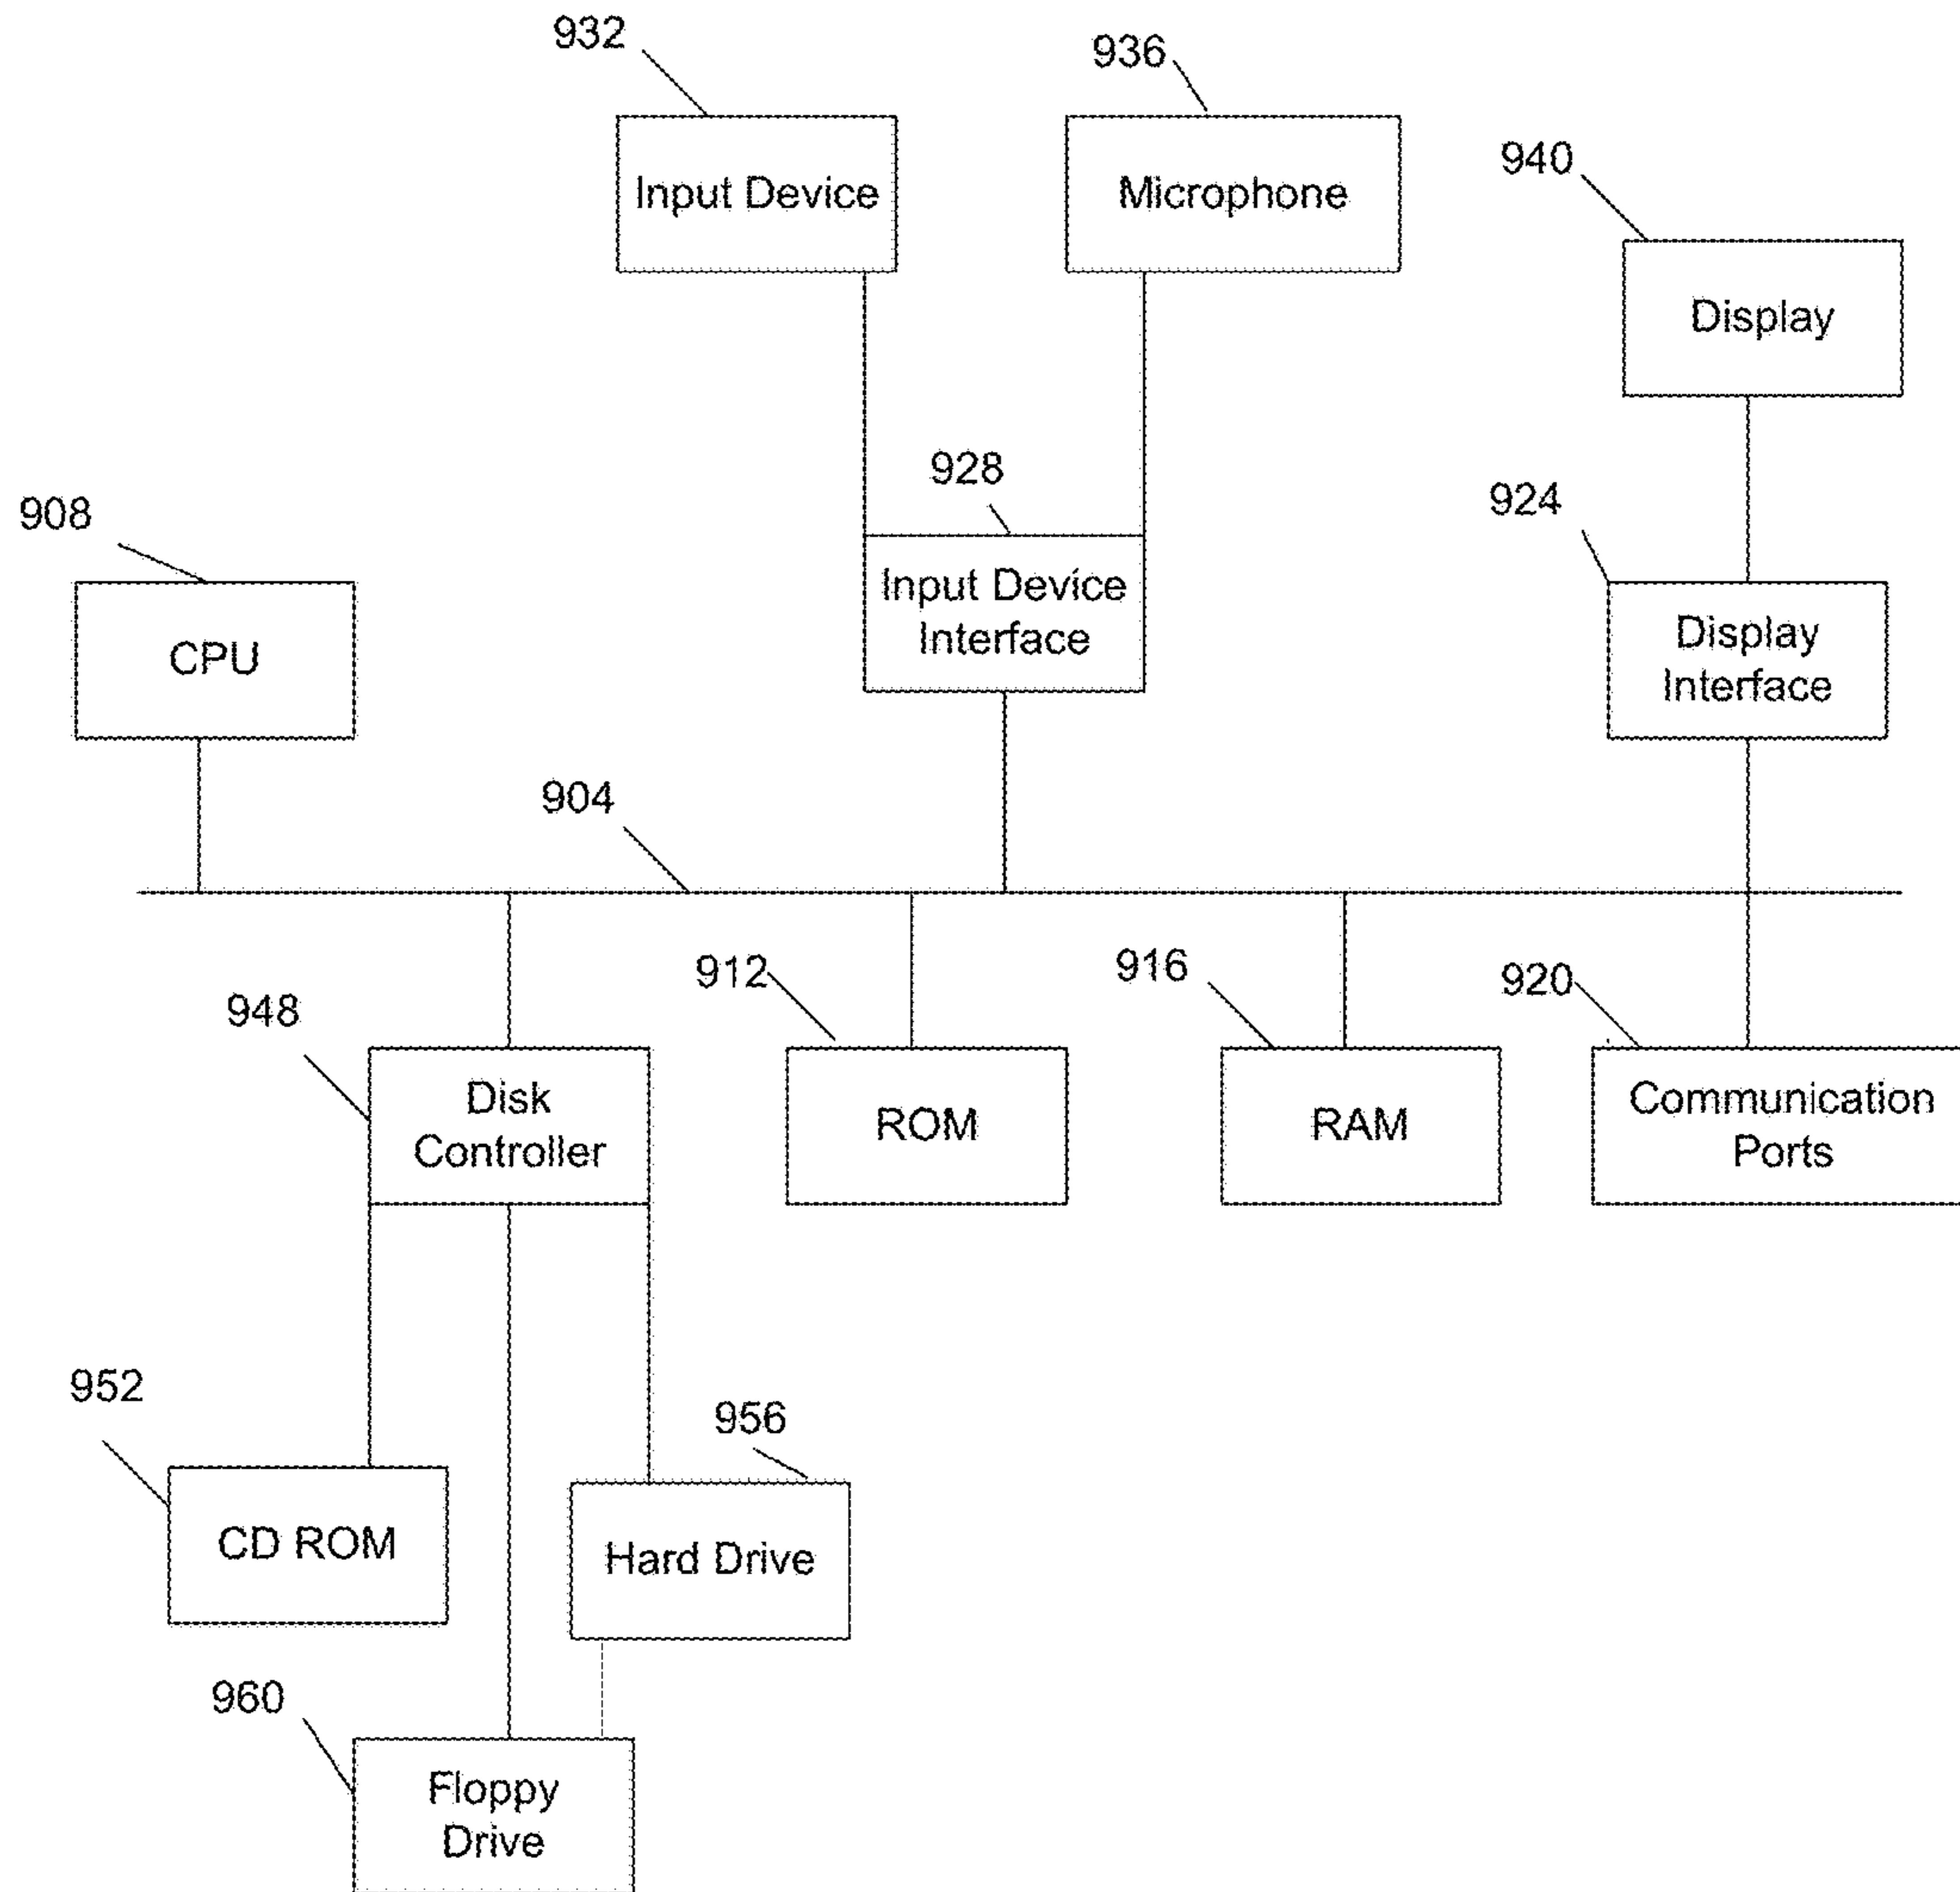 932
936
Input Device
Microphone
940
Display
928
924
908
Input Device
Interface
Display
Interface
CPU
904
912
916
920
948
Disk
Controller
ROM
RAM
Communication
Ports
952
956
CD ROM
Hard Drive
960
Floppy
Drive